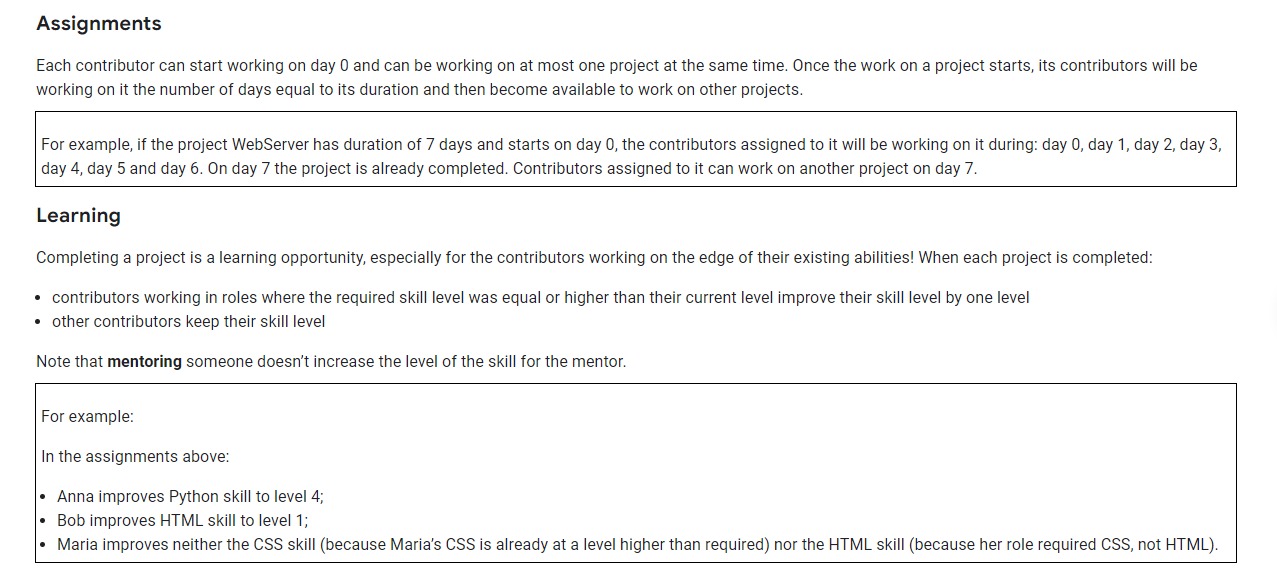 Assignments
Each contributor can start working on day 0 and can be working on at most one project at the same time. Once the work on a project starts, its contributors will be
working on it the number of days equal to its duration and then become available to work on other projects.
For example, if the project WebServer has duration of 7 days and starts on day 0, the contributors assigned to it will be working on it during: day 0, day 1, day 2, day 3,
day 4, day 5 and day 6. On day 7 the project is already completed. Contributors assigned to it can work on another project on day 7.
Learning
Completing a project is a learning opportunity, especially for the contributors working on the edge of their existing abilities! When each project is completed:
• contributors working in roles where the required skill level was equal or higher than their current level improve their skill level by one level
• other contributors keep their skill level
Note that mentoring someone doesn’t increase the level of the skill for the mentor.
For example:
In the assignments above:
• Anna improves Python skill to level 4;
• Bob improves HTML skill to level 1;
• Maria improves neither the CSS skill (because Maria’s CSS is already at a level higher than required) nor the HTML skill (because her role required CSS, not HTML).